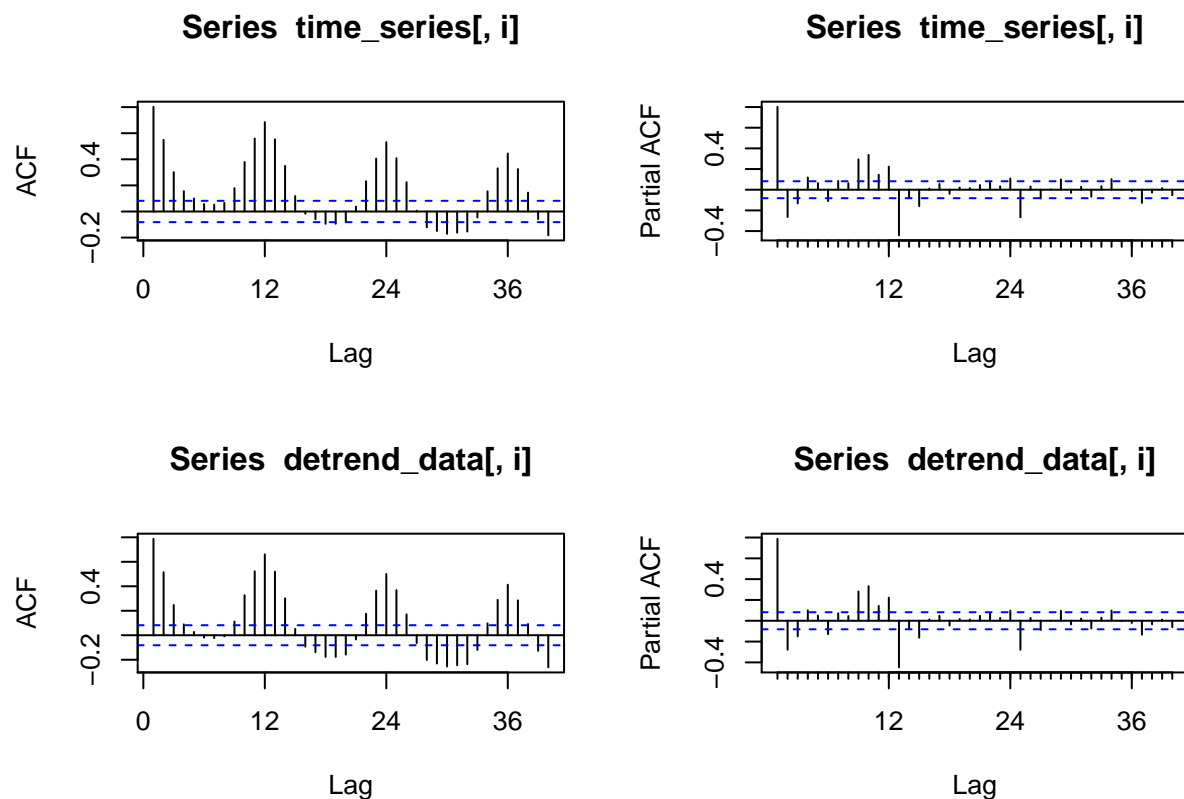 Series time_series[, i]
ACF
0.4
−0.2
0 12 24 36
Lag
Series time_series[, i]
Partial ACF
0.4
−0.4
12 24 36
Lag
Series detrend_data[, i]
ACF
0.4
−0.2
0 12 24 36
Lag
Series detrend_data[, i]
Partial ACF
0.4
−0.4
12 24 36
Lag